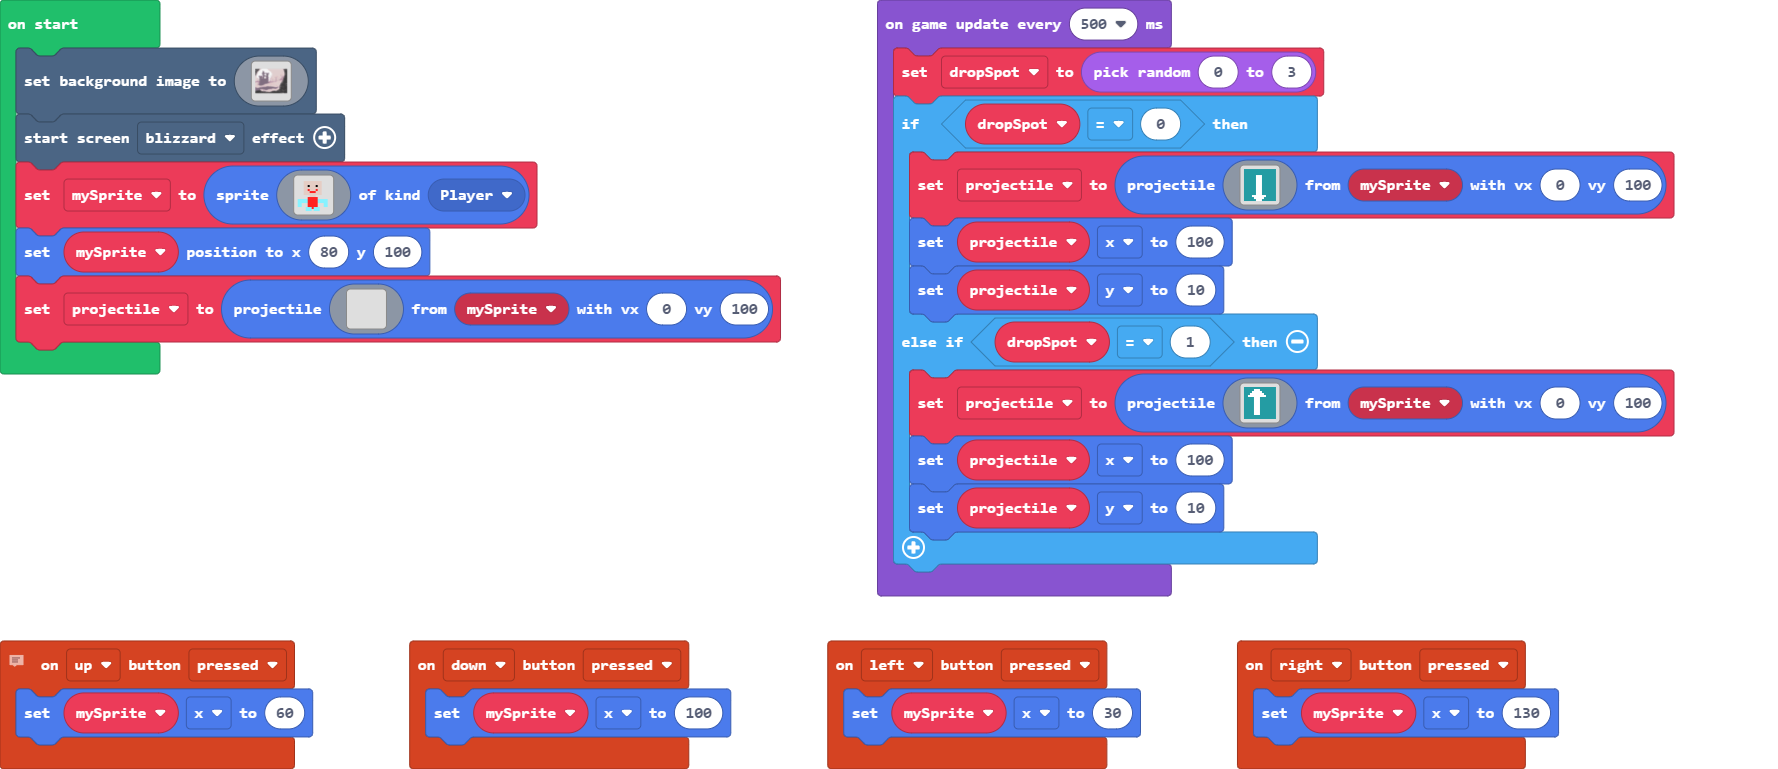 on start
set background image to
start screen blizzard effect
set mySprite to sprite of kind Player
set mySprite position to x 80 y 100
set projectile to projectile from mySprite with vx 0 vy 100
on game update every 500 ms
set dropSpot to pick random 0 to 3
if dropSpot = 0 then
set projectile to projectile from mySprite with vx 0 vy 100
set projectile x to 100
set projectile y to 10
else if dropSpot = 1 then
set projectile to projectile from mySprite with vx 0 vy 100
set projectile x to 100
set projectile y to 10
on up button pressed
set mySprite x to 60
on down button pressed
set mySprite x to 100
on left button pressed
set mySprite x to 30
on right button pressed
set mySprite x to 130